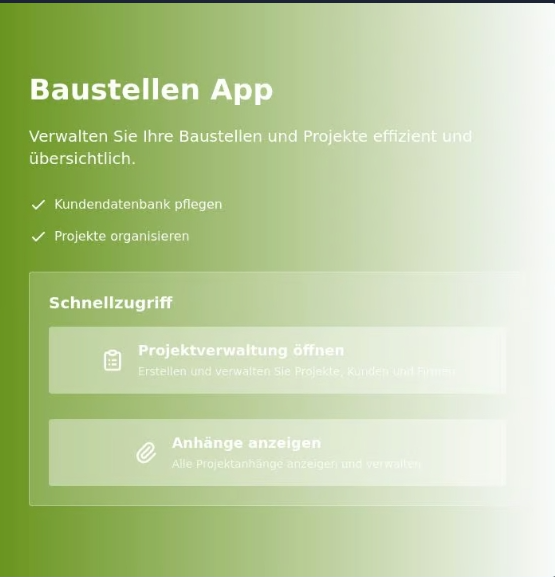 Baustellen App
Verwalten Sie Ihre Baustellen und Projekte effizient und
übersichtlich.
Kundendatenbank pflegen
Projekte organisieren
Schnellzugriff
Projektverwaltung öffnen
Erstellen und verwalten Sie Projekte, Kunden und Firmen
Anhänge anzeigen
Alle Projektanhänge anzeigen und verwalten